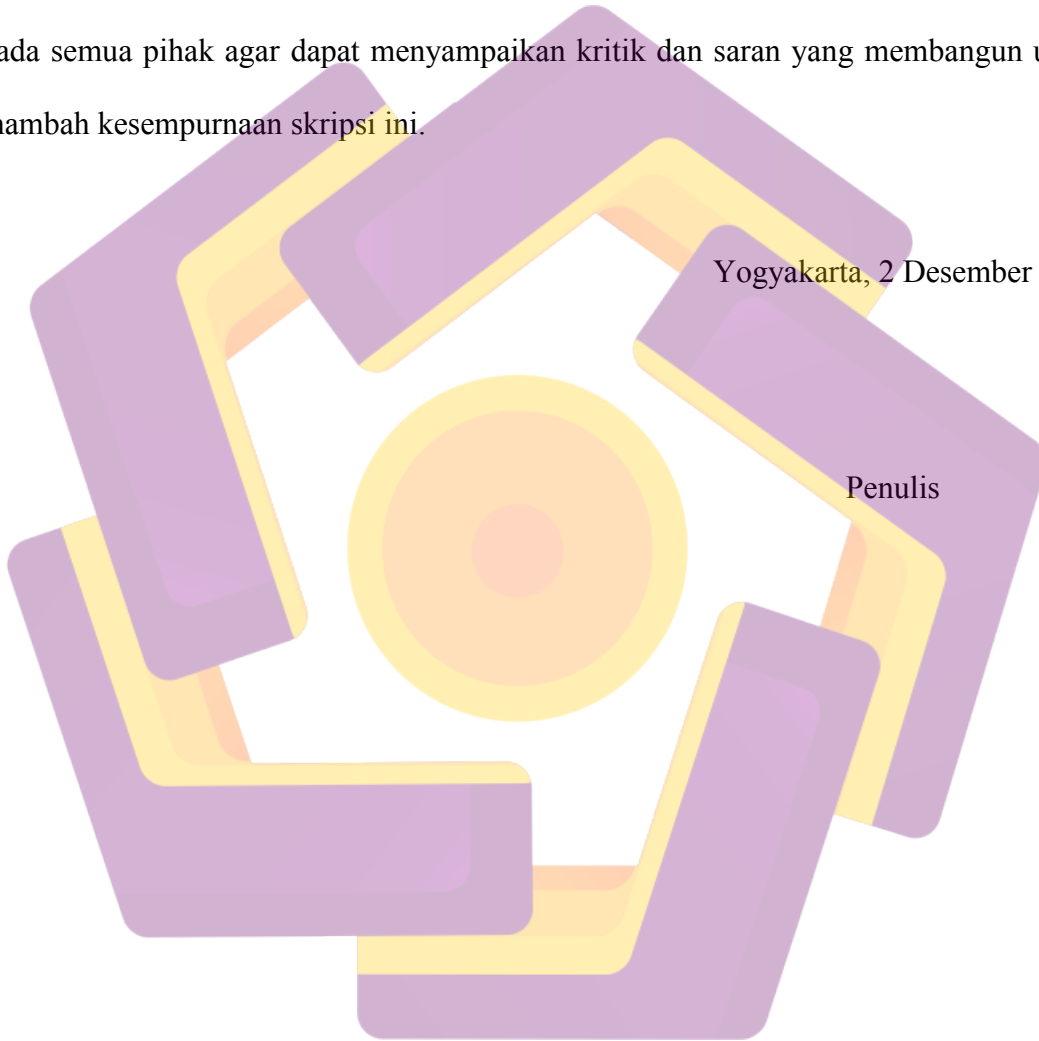 ada semua pihak agar dapat menyampaikan kritik dan saran yang membangun u
nambah kesempurnaan skripsi ini.
Yogyakarta, 2 Desember
Penulis